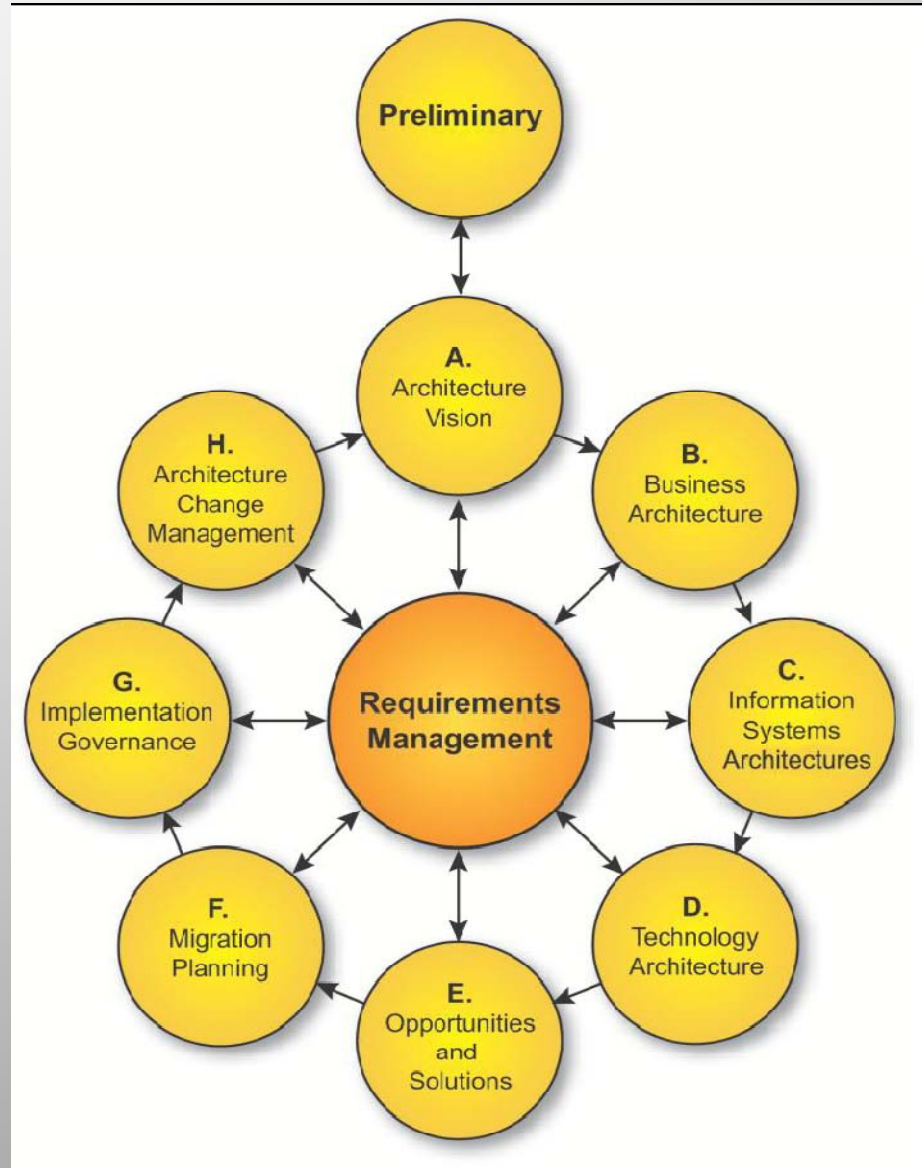 Preliminary
A.
Architecture
Vision
B.
Business
Architecture
C.
Information
Systems
Architectures
D.
Technology
Architecture
E.
Opportunities
and
Solutions
F.
Migration
Planning
G.
Implementation
Governance
H.
Architecture
Change
Management
Requirements
Management